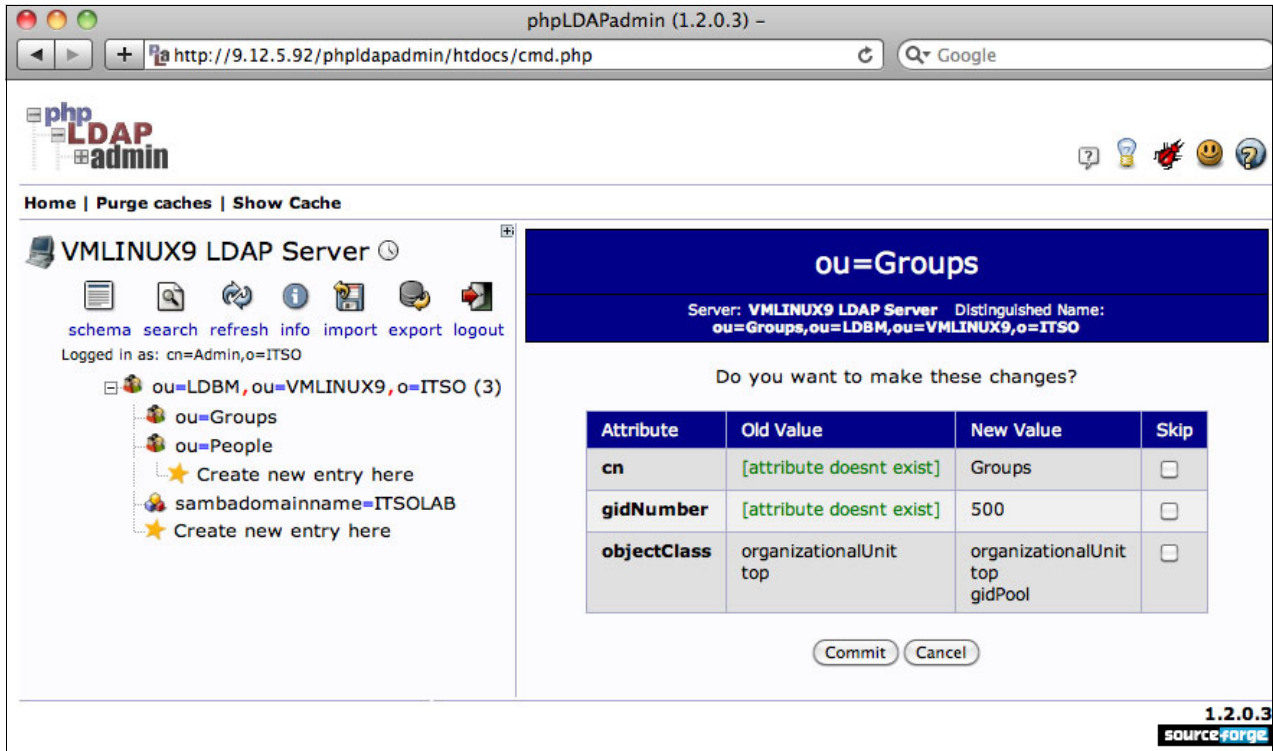 phpLDAPadmin (1.2.0.3) –
http://9.12.5.92/phpldapadmin/htdocs/cmd.php
Google
php
LDAP
admin
Home | Purge caches | Show Cache
VMLINUX9 LDAP Server
schema search refresh info import export logout
Logged in as: cn=Admin,o=ITSO
ou=LDBM,ou=VMLINUX9,o=ITSO (3)
ou=Groups
ou=People
Create new entry here
sambadomainname=ITSOLAB
Create new entry here
ou=Groups
Server: VMLINUX9 LDAP Server Distinguished Name:
ou=Groups,ou=LDBM,ou=VMLINUX9,o=ITSO
Do you want to make these changes?
Attribute Old Value New Value Skip
cn [attribute doesnt exist] Groups
gidNumber [attribute doesnt exist] 500
objectClass organizationalUnit organizationalUnit
top top
gidPool
Commit Cancel
1.2.0.3
sourceforge